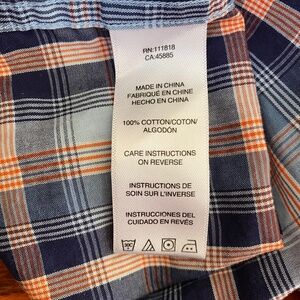 RN:111818
CA:45885
MADE IN CHINA
FABRIQUÉ EN CHINE
HECHO EN CHINA
100% COTTON/COTON/
ALGODÓN
CARE INSTRUCTIONS
ON REVERSE
INSTRUCTIONS DE
SOIN SUR L'INVERSE
INSTRUCCIONES DEL
CUIDADO EN REVÉS